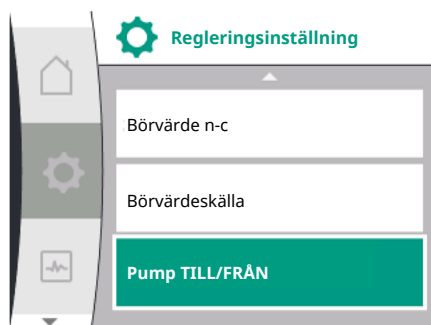 Regleringsinställning
Börvärde n-c
Börvärdeskälla
Pump TILL/FRÅN